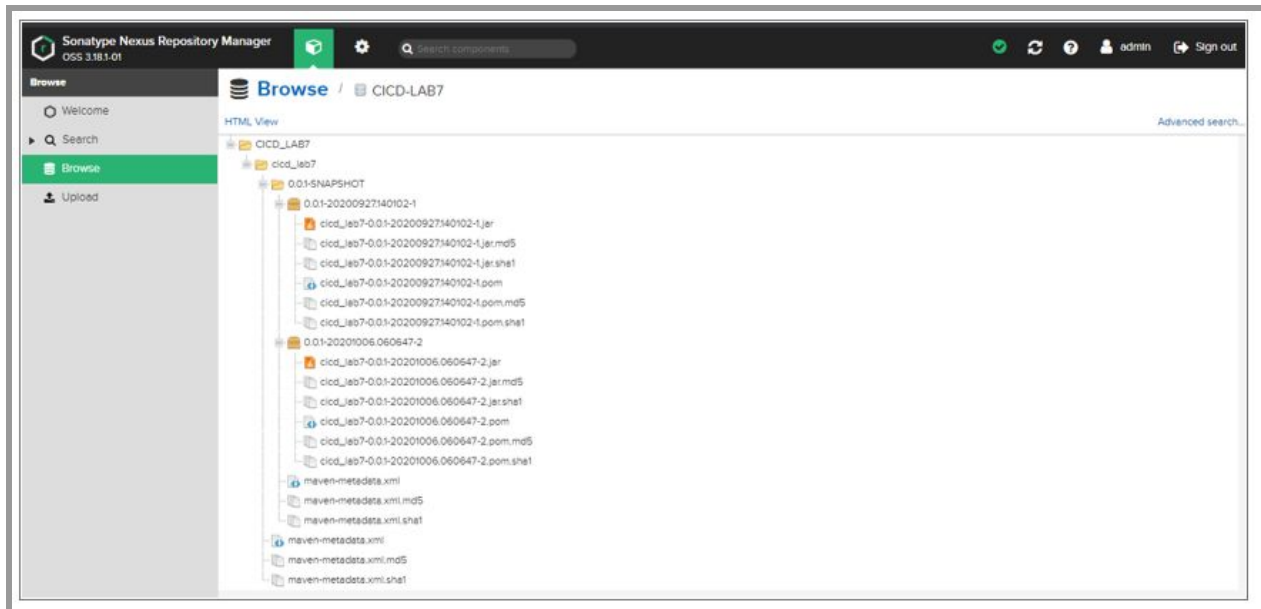 Sonatype Nexus Repository Manager
OSS 3.18.1-01
Search components
admin
Sign out
Browse
Browse / CICD-LAB7
Welcome
HTML View
Advanced search...
Search
Browse
Upload
CICD_LAB7
cicd_lab7
0.0.1-SNAPSHOT
0.0.1-20200927.140102-1
cicd_lab7-0.0.1-20200927.140102-1.jar
cicd_lab7-0.0.1-20200927.140102-1.jar.md5
cicd_lab7-0.0.1-20200927.140102-1.jar.sha1
cicd_lab7-0.0.1-20200927.140102-1.pom
cicd_lab7-0.0.1-20200927.140102-1.pom.md5
cicd_lab7-0.0.1-20200927.140102-1.pom.sha1
0.0.1-20201006.060647-2
cicd_lab7-0.0.1-20201006.060647-2.jar
cicd_lab7-0.0.1-20201006.060647-2.jar.md5
cicd_lab7-0.0.1-20201006.060647-2.jar.sha1
cicd_lab7-0.0.1-20201006.060647-2.pom
cicd_lab7-0.0.1-20201006.060647-2.pom.md5
cicd_lab7-0.0.1-20201006.060647-2.pom.sha1
maven-metadata.xml
maven-metadata.xml.md5
maven-metadata.xml.sha1
maven-metadata.xml
maven-metadata.xml.md5
maven-metadata.xml.sha1